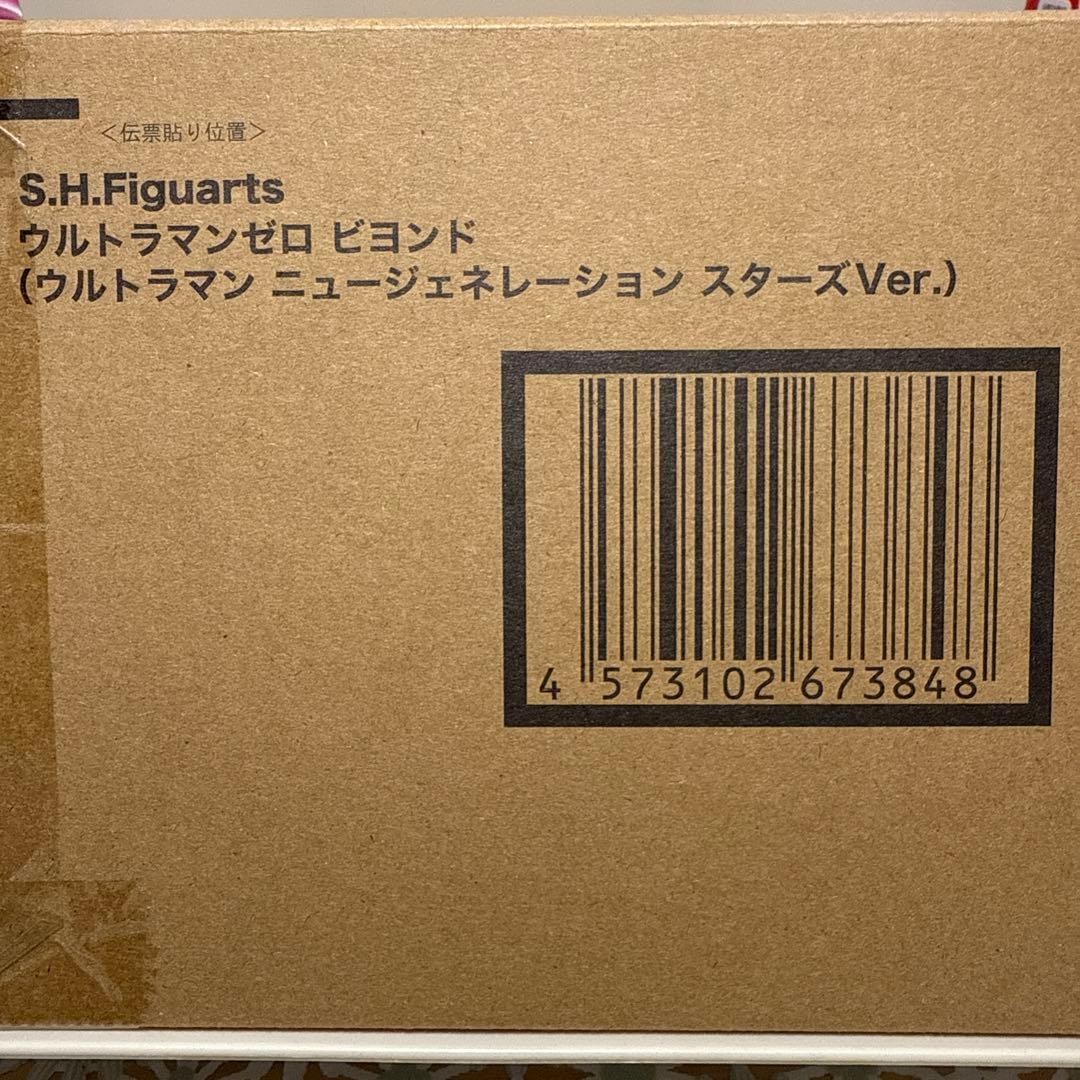 <伝票貼り位置>
S.H.Figuarts
ウルトラマンゼロ ビヨンド
(ウルトラマン ニュージェネレーション スターズVer.)
4 573102 673848